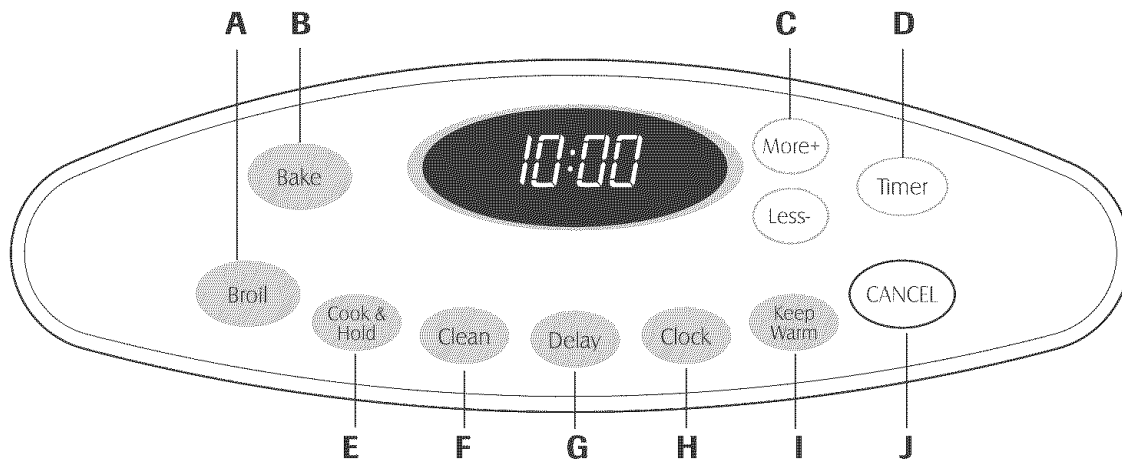 A B C D
10:00
More+
Bake
Timer
Less-
Broil
CANCEL
Cook &
Hold
Clean
Delay
Clock
Keep
Warm
E F G H I J